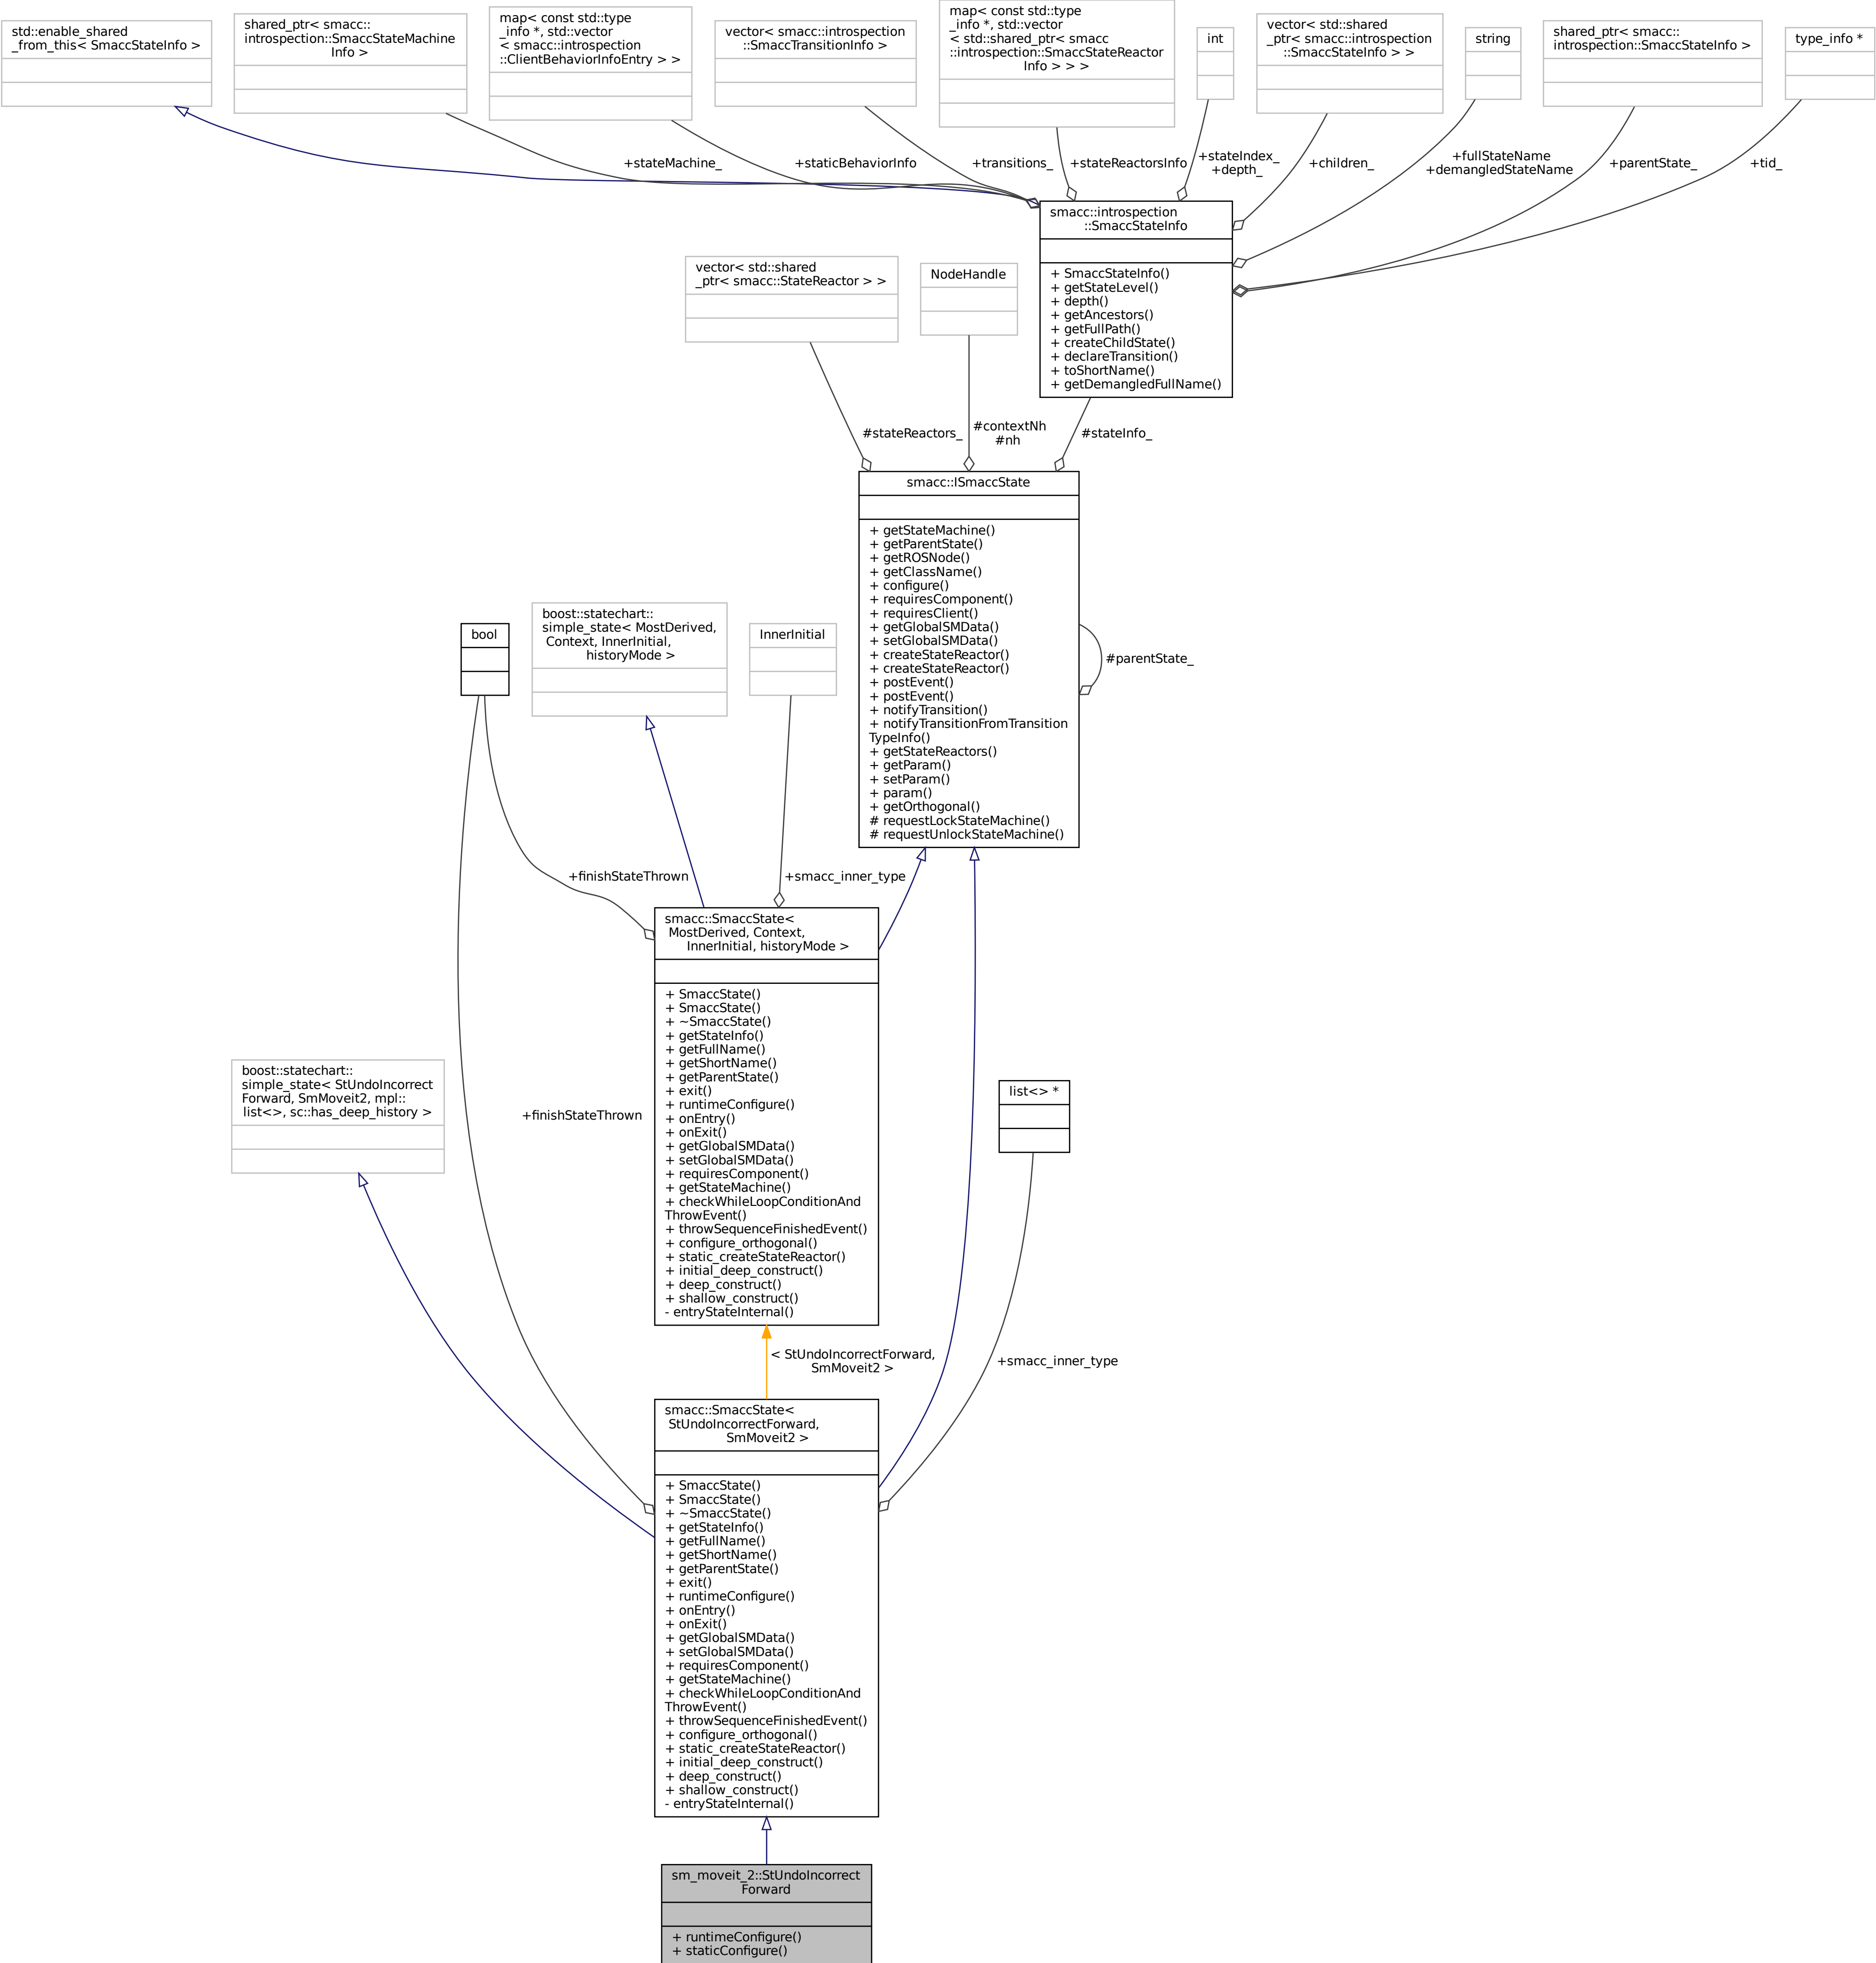 std::enable_shared
_from_this< SmaccStateInfo >
shared_ptr< smacc::
introspection::SmaccStateMachine
Info >
map< const std::type
_info *, std::vector
< smacc::introspection
::ClientBehaviorInfoEntry > >
vector< smacc::introspection
::SmaccTransitionInfo >
map< const std::type
_info *, std::vector
< std::shared_ptr< smacc
::introspection::SmaccStateReactor
Info > > >
int
vector< std::shared
_ptr< smacc::introspection
::SmaccStateInfo > >
string
shared_ptr< smacc::
introspection::SmaccStateInfo >
type_info *
+stateMachine_
+staticBehaviorInfo
+transitions_
+stateReactorsInfo
+stateIndex_
+depth_
+children_
+fullStateName
+demangledStateName
+parentState_
+tid_
smacc::introspection
::SmaccStateInfo
+ SmaccStateInfo()
+ getStateLevel()
+ depth()
+ getAncestors()
+ getFullPath()
+ createChildState()
+ declareTransition()
+ toShortName()
+ getDemangledFullName()
vector< std::shared
_ptr< smacc::StateReactor > >
NodeHandle
#stateReactors_
#contextNh
#nh
#stateInfo_
smacc::ISmaccState
+ getStateMachine()
+ getParentState()
+ getROSNode()
+ getClassName()
+ configure()
+ requiresComponent()
+ requiresClient()
+ getGlobalSMData()
+ setGlobalSMData()
+ createStateReactor()
+ createStateReactor()
+ postEvent()
+ postEvent()
+ notifyTransition()
+ notifyTransitionFromTransition
TypeInfo()
+ getStateReactors()
+ getParam()
+ setParam()
+ param()
+ getOrthogonal()
# requestLockStateMachine()
# requestUnlockStateMachine()
#parentState_
bool
boost::statechart::
simple_state< MostDerived,
Context, InnerInitial,
historyMode >
InnerInitial
+finishStateThrown
+smacc_inner_type
smacc::SmaccState<
MostDerived, Context,
InnerInitial, historyMode >
+ SmaccState()
+ SmaccState()
+ ~SmaccState()
+ getStateInfo()
+ getFullName()
+ getShortName()
+ getParentState()
+ exit()
+ runtimeConfigure()
+ onEntry()
+ onExit()
+ getGlobalSMData()
+ setGlobalSMData()
+ requiresComponent()
+ getStateMachine()
+ checkWhileLoopConditionAnd
ThrowEvent()
+ throwSequenceFinishedEvent()
+ configure_orthogonal()
+ static_createStateReactor()
+ initial_deep_construct()
+ deep_construct()
+ shallow_construct()
- entryStateInternal()
boost::statechart::
simple_state< StUndoIncorrect
Forward, SmMoveit2, mpl::
list<>, sc::has_deep_history >
+finishStateThrown
list<> *
< StUndoIncorrectForward,
SmMoveit2 >
+smacc_inner_type
smacc::SmaccState<
StUndoIncorrectForward,
SmMoveit2 >
+ SmaccState()
+ SmaccState()
+ ~SmaccState()
+ getStateInfo()
+ getFullName()
+ getShortName()
+ getParentState()
+ exit()
+ runtimeConfigure()
+ onEntry()
+ onExit()
+ getGlobalSMData()
+ setGlobalSMData()
+ requiresComponent()
+ getStateMachine()
+ checkWhileLoopConditionAnd
ThrowEvent()
+ throwSequenceFinishedEvent()
+ configure_orthogonal()
+ static_createStateReactor()
+ initial_deep_construct()
+ deep_construct()
+ shallow_construct()
- entryStateInternal()
sm_moveit_2::StUndoIncorrect
Forward
+ runtimeConfigure()
+ staticConfigure()